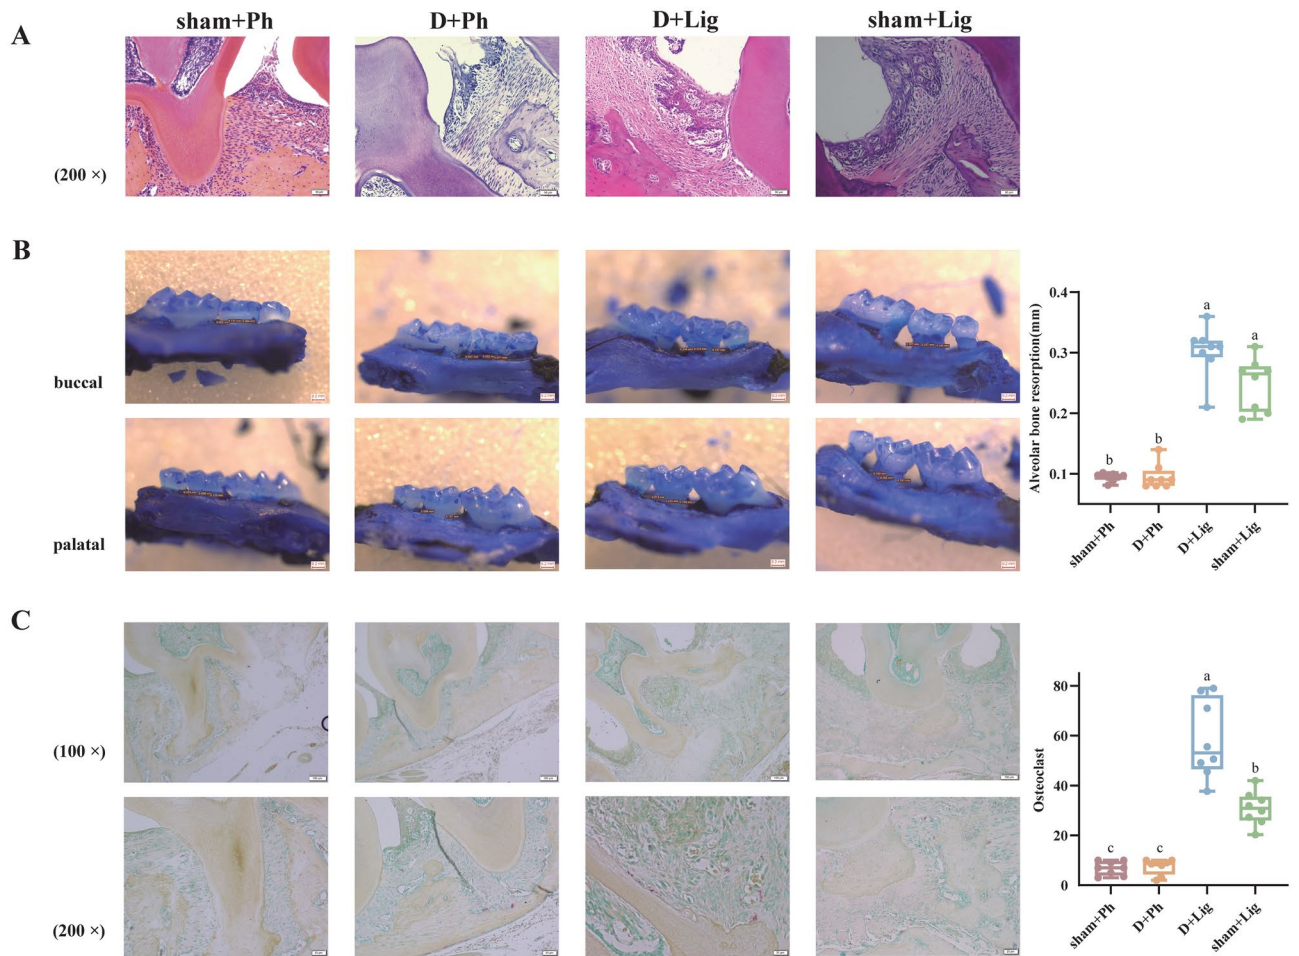 sham+Ph D+Ph D+Lig sham+Lig
A
(200 ×)
B
buccal
palatal
Alveolar bone resorption(mm)
0.4
0.3
0.2
0.1
b
b
a
a
sham+Ph
D+Ph
D+Lig
sham+Lig
C
(100 ×)
(200 ×)
Osteoclast
80
60
40
20
0
c
c
a
b
sham+Ph
D+Ph
D+Lig
sham+Lig